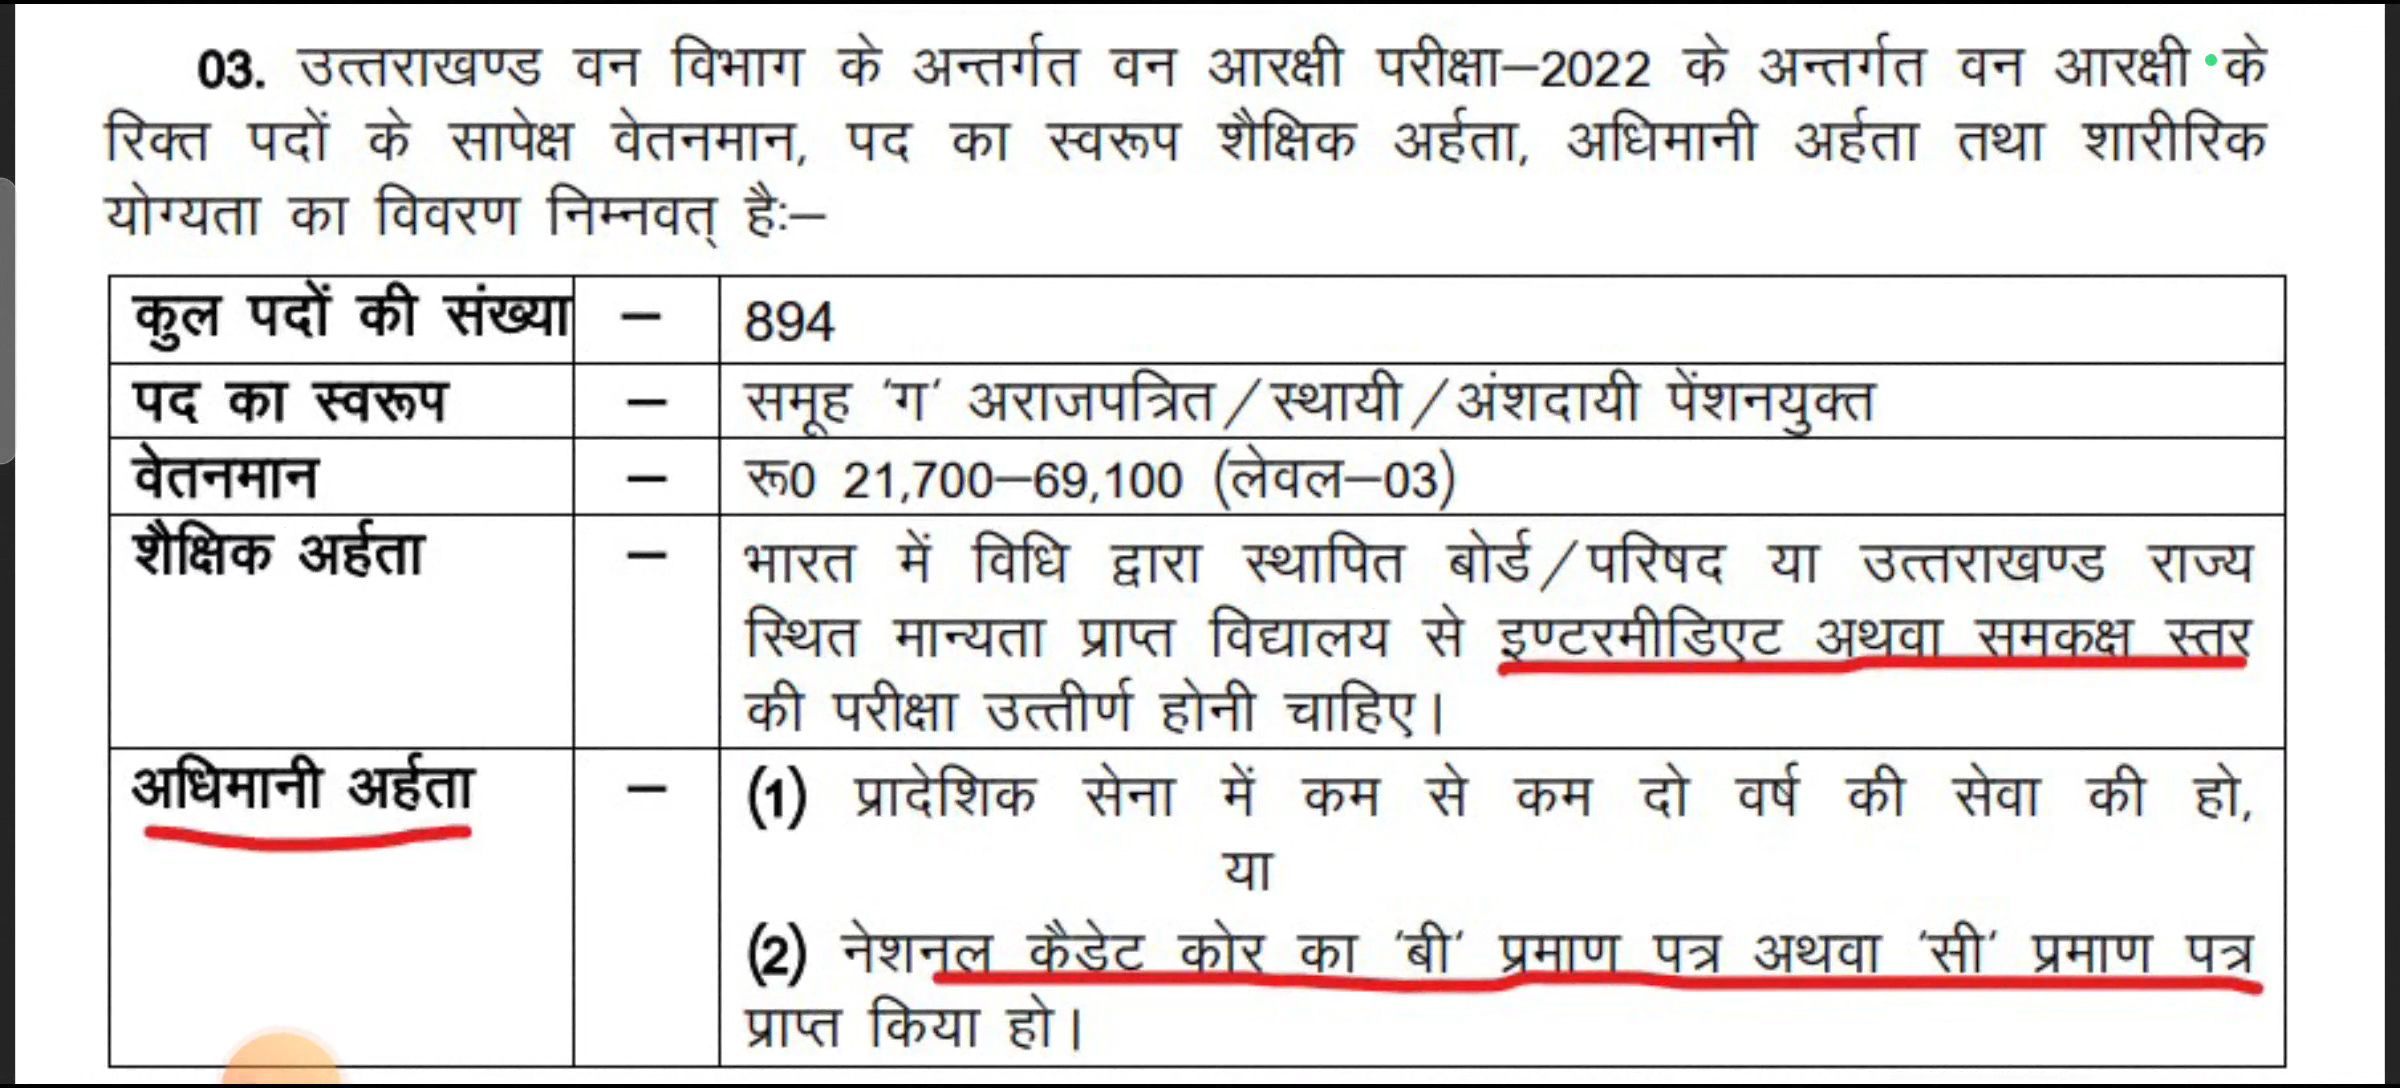 03. उत्तराखण्ड वन विभाग के अन्तर्गत वन आरक्षी परीक्षा–2022 के अन्तर्गत वन आरक्षी के
रिक्त पदों के सापेक्ष वेतनमान, पद का स्वरूप शैक्षिक अर्हता, अधिमानी अर्हता तथा शारीरिक
योग्यता का विवरण निम्नवत् हैः–
कुल पदों की संख्या – 894
पद का स्वरूप – समूह 'ग' अराजपत्रित/स्थायी/अंशदायी पेंशनयुक्त
वेतनमान – रू0 21,700–69,100 (लेवल–03)
शैक्षिक अर्हता – भारत में विधि द्वारा स्थापित बोर्ड/परिषद या उत्तराखण्ड राज्य
स्थित मान्यता प्राप्त विद्यालय से इण्टरमीडिएट अथवा समकक्ष स्तर
की परीक्षा उत्तीर्ण होनी चाहिए।
अधिमानी अर्हता – (1) प्रादेशिक सेना में कम से कम दो वर्ष की सेवा की हो,
या
(2) नेशनल कैडेट कोर का 'बी' प्रमाण पत्र अथवा 'सी' प्रमाण पत्र
प्राप्त किया हो।